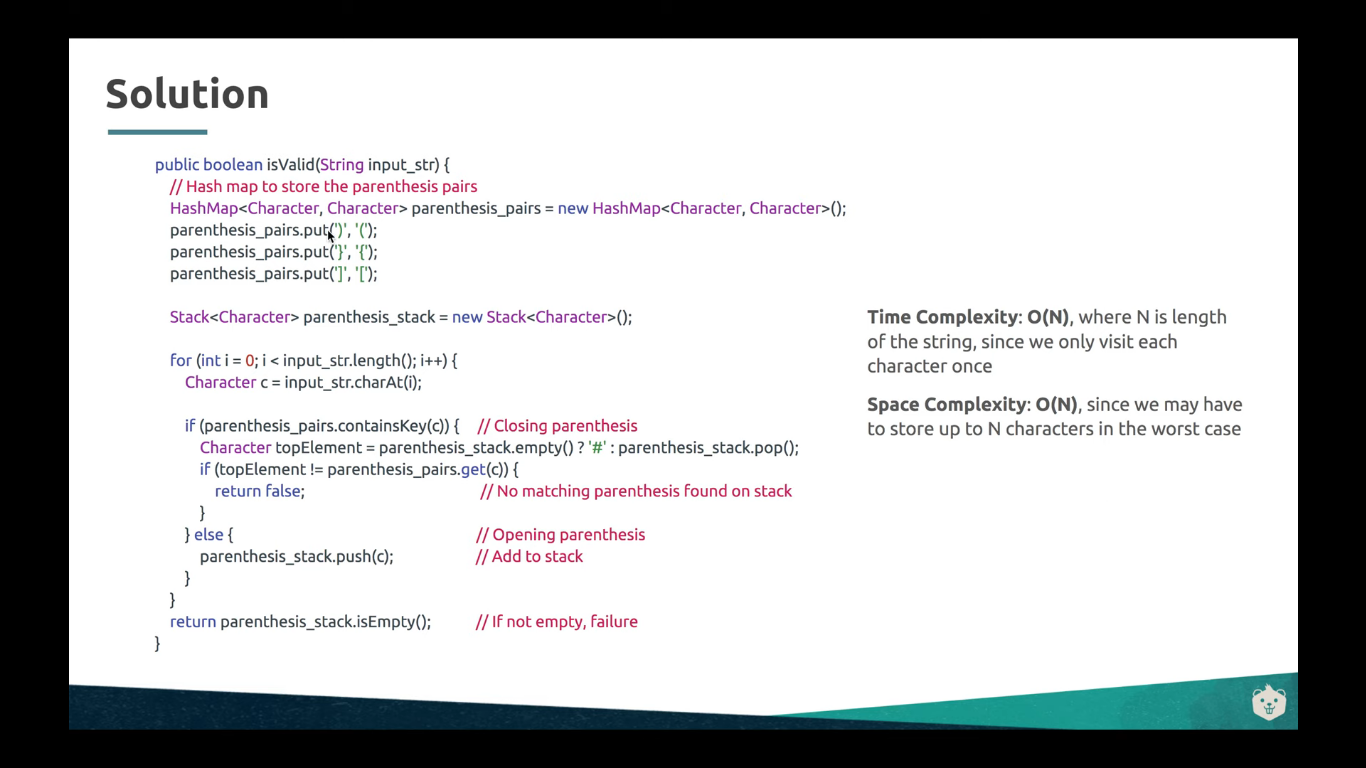 Solution
public boolean isValid(String input_str) {
// Hash map to store the parenthesis pairs
HashMap<Character, Character> parenthesis_pairs = new HashMap<Character, Character>();
parenthesis_pairs.put(')', '(');
parenthesis_pairs.put('}', '{');
parenthesis_pairs.put(']', '[');
Stack<Character> parenthesis_stack = new Stack<Character>();
for (int i = 0; i < input_str.length(); i++) {
Character c = input_str.charAt(i);
if (parenthesis_pairs.containsKey(c)) { // Closing parenthesis
Character topElement = parenthesis_stack.empty() ? '#' : parenthesis_stack.pop();
if (topElement != parenthesis_pairs.get(c)) {
return false; // No matching parenthesis found on stack
}
} else { // Opening parenthesis
parenthesis_stack.push(c); // Add to stack
}
}
return parenthesis_stack.isEmpty(); // If not empty, failure
}
Time Complexity: O(N), where N is length
of the string, since we only visit each
character once
Space Complexity: O(N), since we may have
to store up to N characters in the worst case